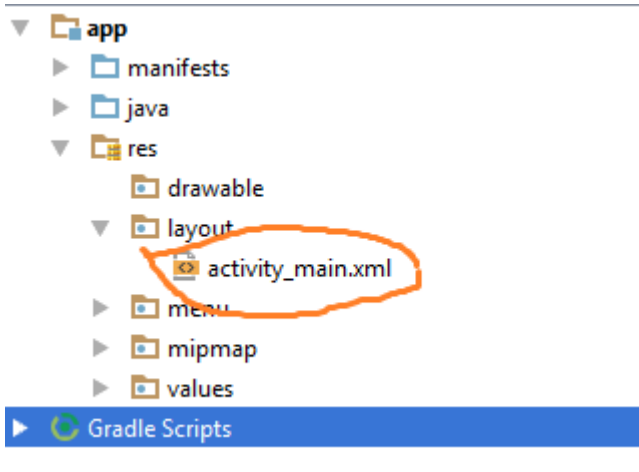 app
manifests
java
res
drawable
layout
activity_main.xml
menu
mipmap
values
Gradle Scripts